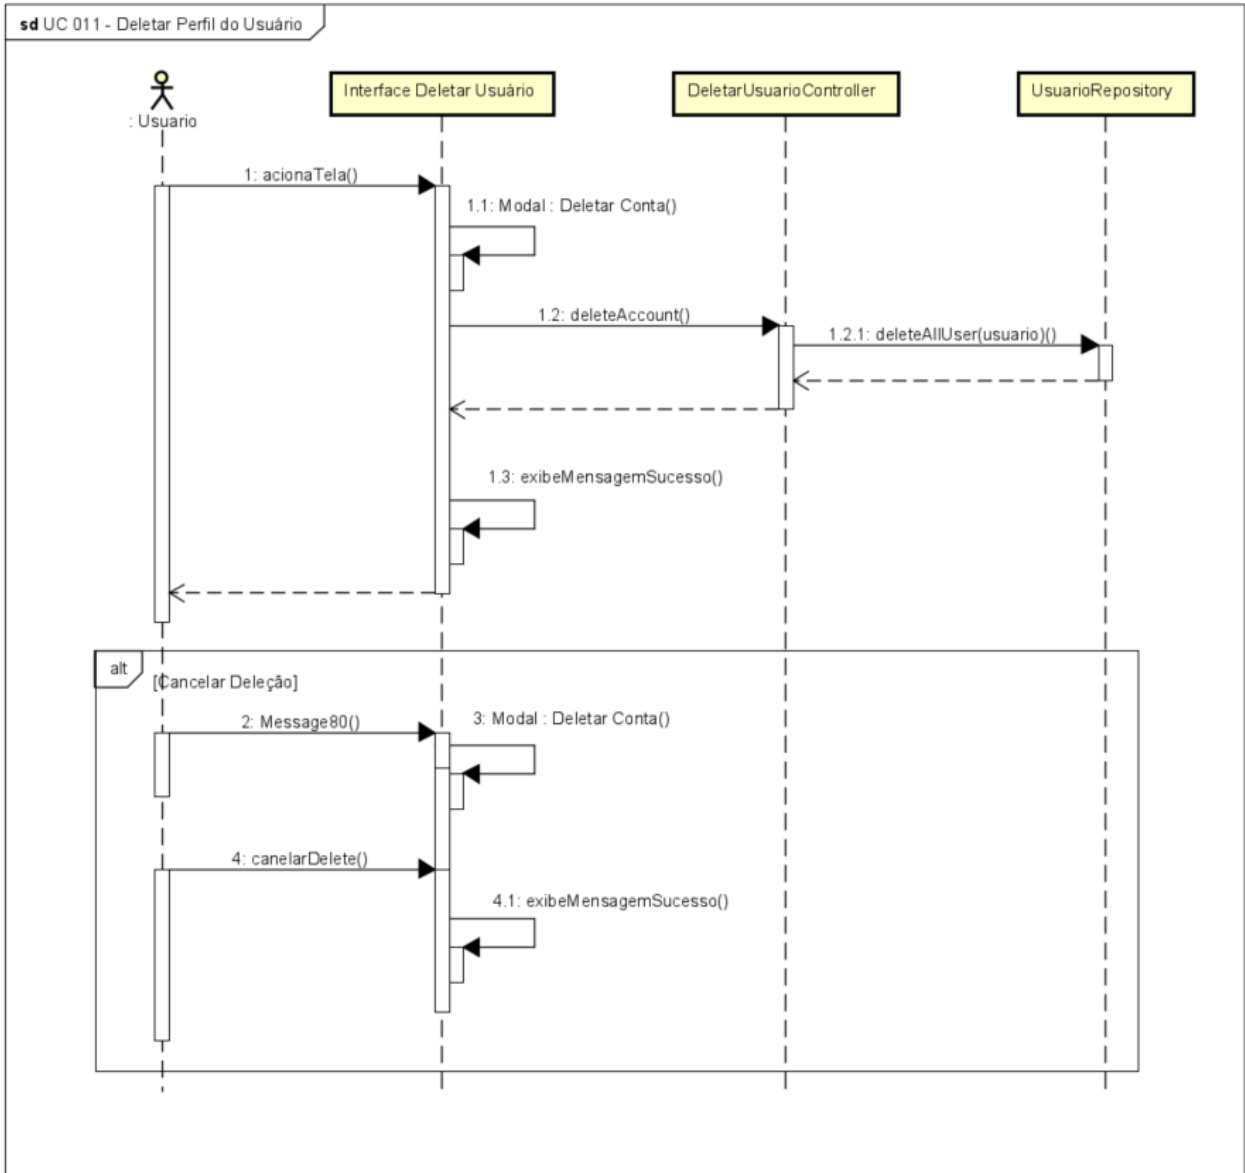 sd UC 011 - Deletar Perfil do Usuário
: Usuario
Interface Deletar Usuário
DeletarUsuarioController
UsuarioRepository
1: acionaTela()
1.1: Modal : Deletar Conta()
1.2: deleteAccount()
1.2.1: deleteAllUser(usuario)()
1.3: exibeMensagemSucesso()
alt
[Cancelar Deleção]
2: Message80()
3: Modal : Deletar Conta()
4: canelarDelete()
4.1: exibeMensagemSucesso()